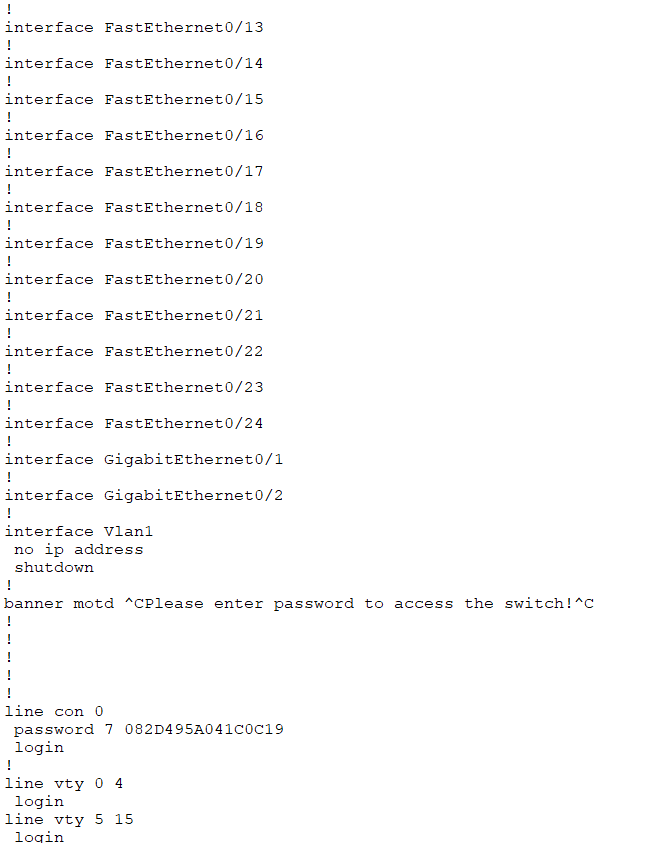 !
interface FastEthernet0/13
!
interface FastEthernet0/14
!
interface FastEthernet0/15
!
interface FastEthernet0/16
!
interface FastEthernet0/17
!
interface FastEthernet0/18
!
interface FastEthernet0/19
!
interface FastEthernet0/20
!
interface FastEthernet0/21
!
interface FastEthernet0/22
!
interface FastEthernet0/23
!
interface FastEthernet0/24
!
interface GigabitEthernet0/1
!
interface GigabitEthernet0/2
!
interface Vlan1
 no ip address
 shutdown
!
banner motd ^CPlease enter password to access the switch!^C
!
!
!
!
!
line con 0
 password 7 082D495A041C0C19
 login
!
line vty 0 4
 login
line vty 5 15
 login